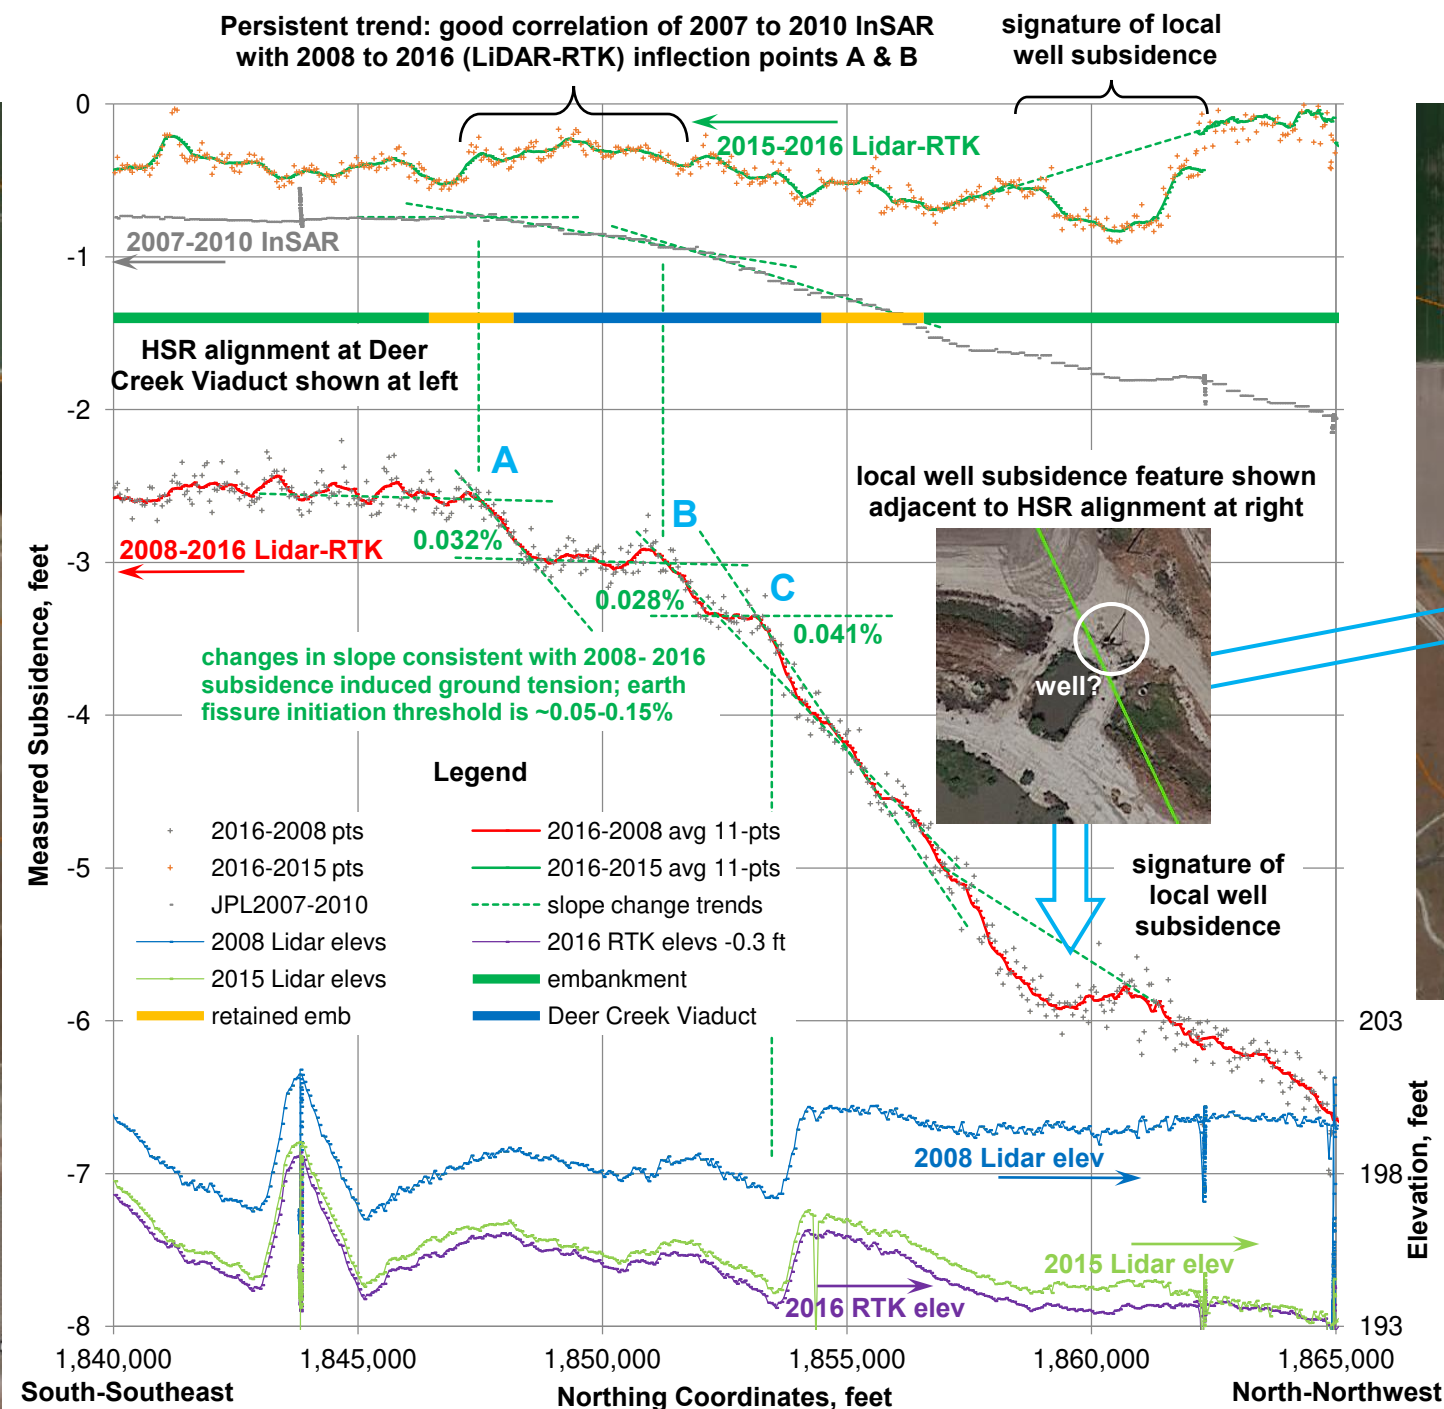 Persistent trend: good correlation of 2007 to 2010 InSAR
with 2008 to 2016 (LiDAR-RTK) inflection points A & B
signature of local
well subsidence
0
2015-2016 Lidar-RTK
2007-2010 InSAR
-1
HSR alignment at Deer
Creek Viaduct shown at left
-2
A
local well subsidence feature shown
adjacent to HSR alignment at right
B
0.032%
2008-2016 Lidar-RTK
-3
0.028%
C
0.041%
well?
changes in slope consistent with 2008- 2016
subsidence induced ground tension; earth
fissure initiation threshold is ~0.05-0.15%
-4
Measured Subsidence, feet
Legend
2016-2008 pts
2016-2008 avg 11-pts
2016-2015 pts
2016-2015 avg 11-pts
-5
signature of
local well
subsidence
JPL2007-2010
slope change trends
2008 Lidar elevs
2016 RTK elevs -0.3 ft
2015 Lidar elevs
embankment
retained emb
Deer Creek Viaduct
-6
203
2008 Lidar elev
-7
198
Elevation, feet
2015 Lidar elev
2016 RTK elev
-8
193
1,840,000
1,845,000
1,850,000
1,855,000
1,860,000
1,865,000
South-Southeast
Northing Coordinates, feet
North-Northwest